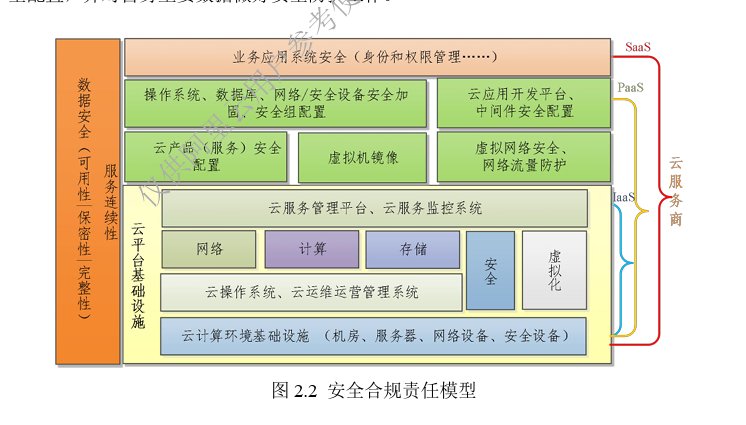 业务应用系统安全（身份和权限管理……）
SaaS
操作系统、数据库、网络/安全设备安全加
固、安全组配置
云应用开发平台、
中间件安全配置
PaaS
云产品（服务）安全
配置
虚拟机镜像
虚拟网络安全、
网络流量防护
数据安全（可用性|保密性|完整性）
服务连续性
云服务商
IaaS
云平台基础设施
云服务管理平台、云服务监控系统
网络
计算
存储
安全
虚拟化
云操作系统、云运维运营管理系统
云计算环境基础设施 （机房、服务器、网络设备、安全设备）
图 2.2 安全合规责任模型